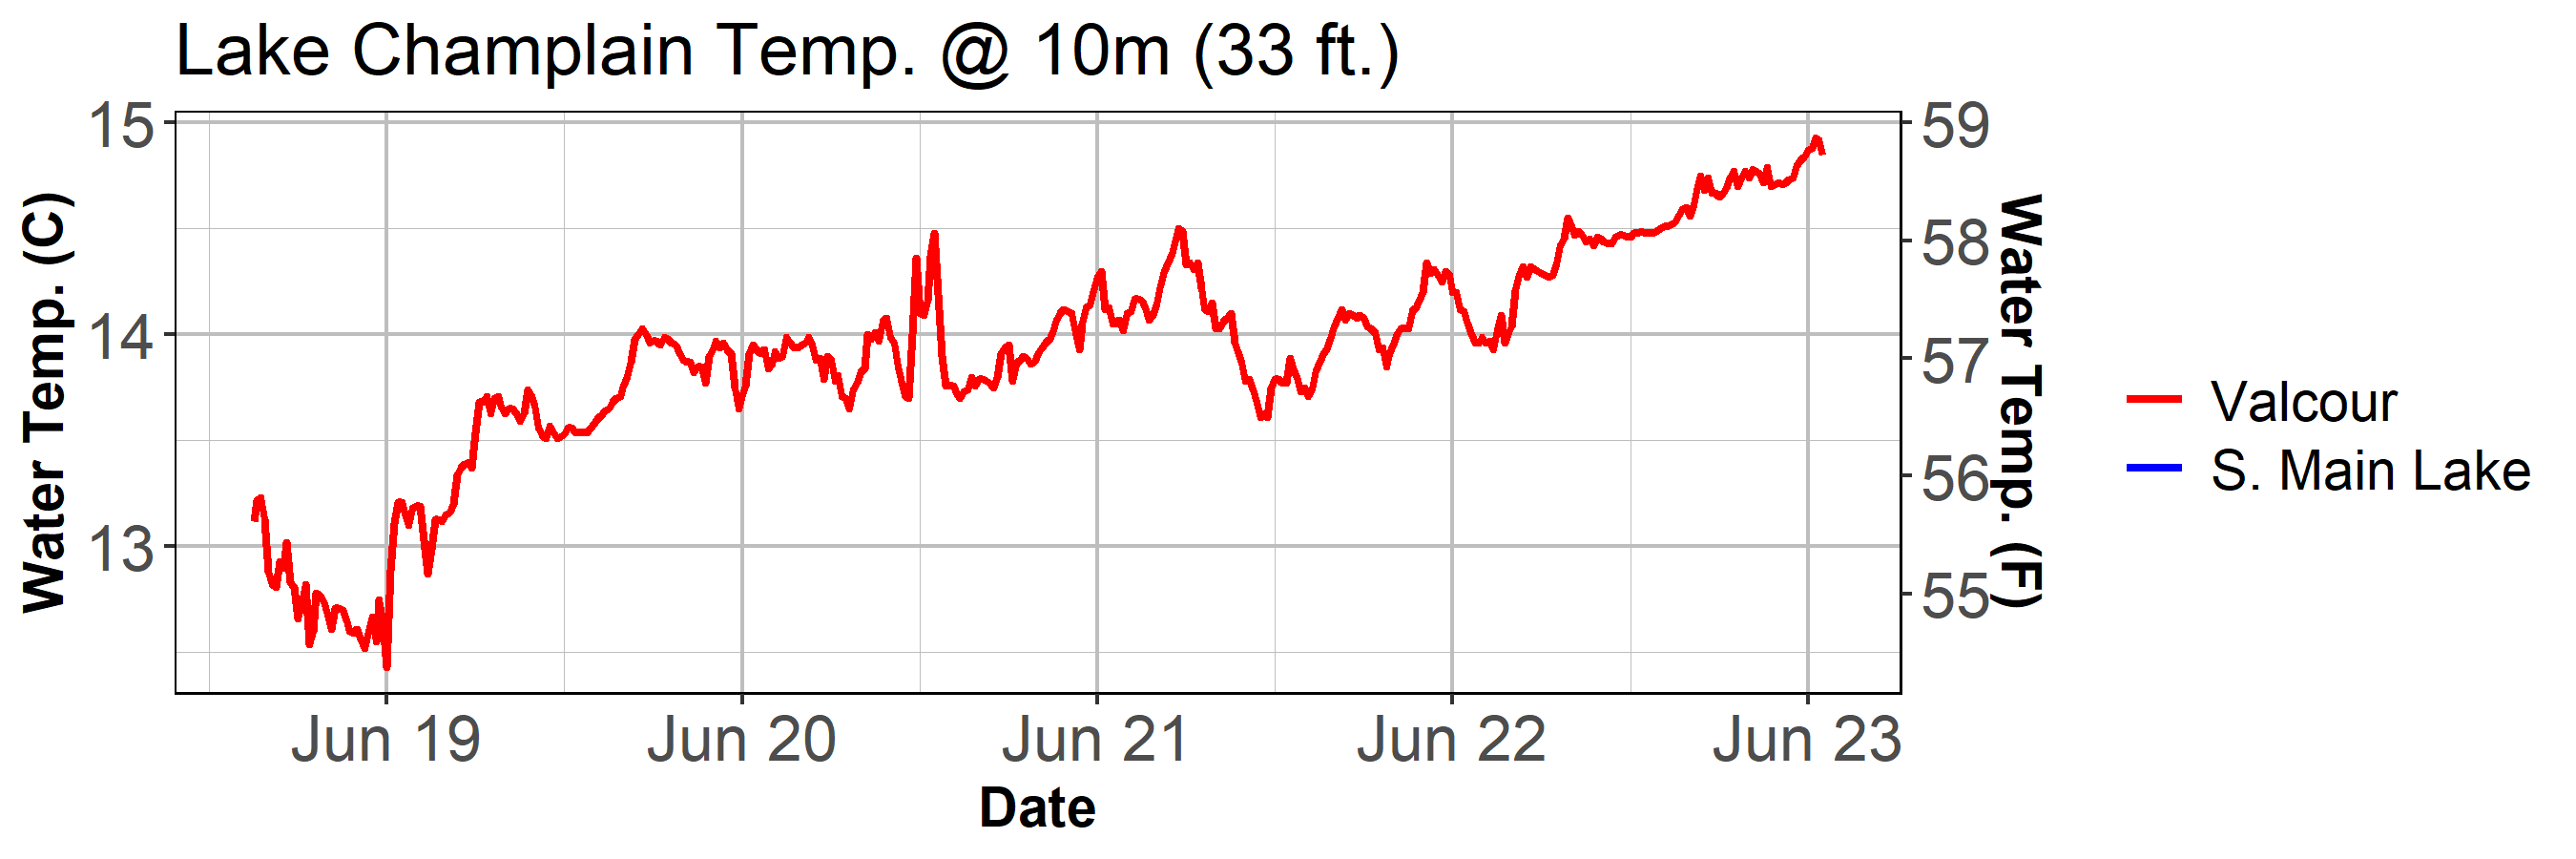 Lake Champlain Temp. @ 10m (33 ft.)
Water Temp. (C)
15
14
13
59
58
57
56
55
Water Temp. (F)
Jun 19 Jun 20 Jun 21 Jun 22 Jun 23
Date
Valcour
S. Main Lake